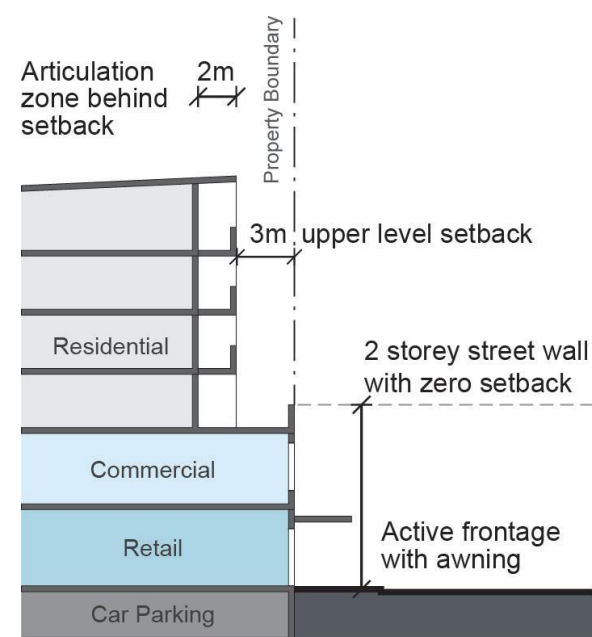 Articulation
zone behind
setback
2m
Property Boundary
3m upper level setback
Residential
2 storey street wall
with zero setback
Commercial
Retail
Active frontage
with awning
Car Parking